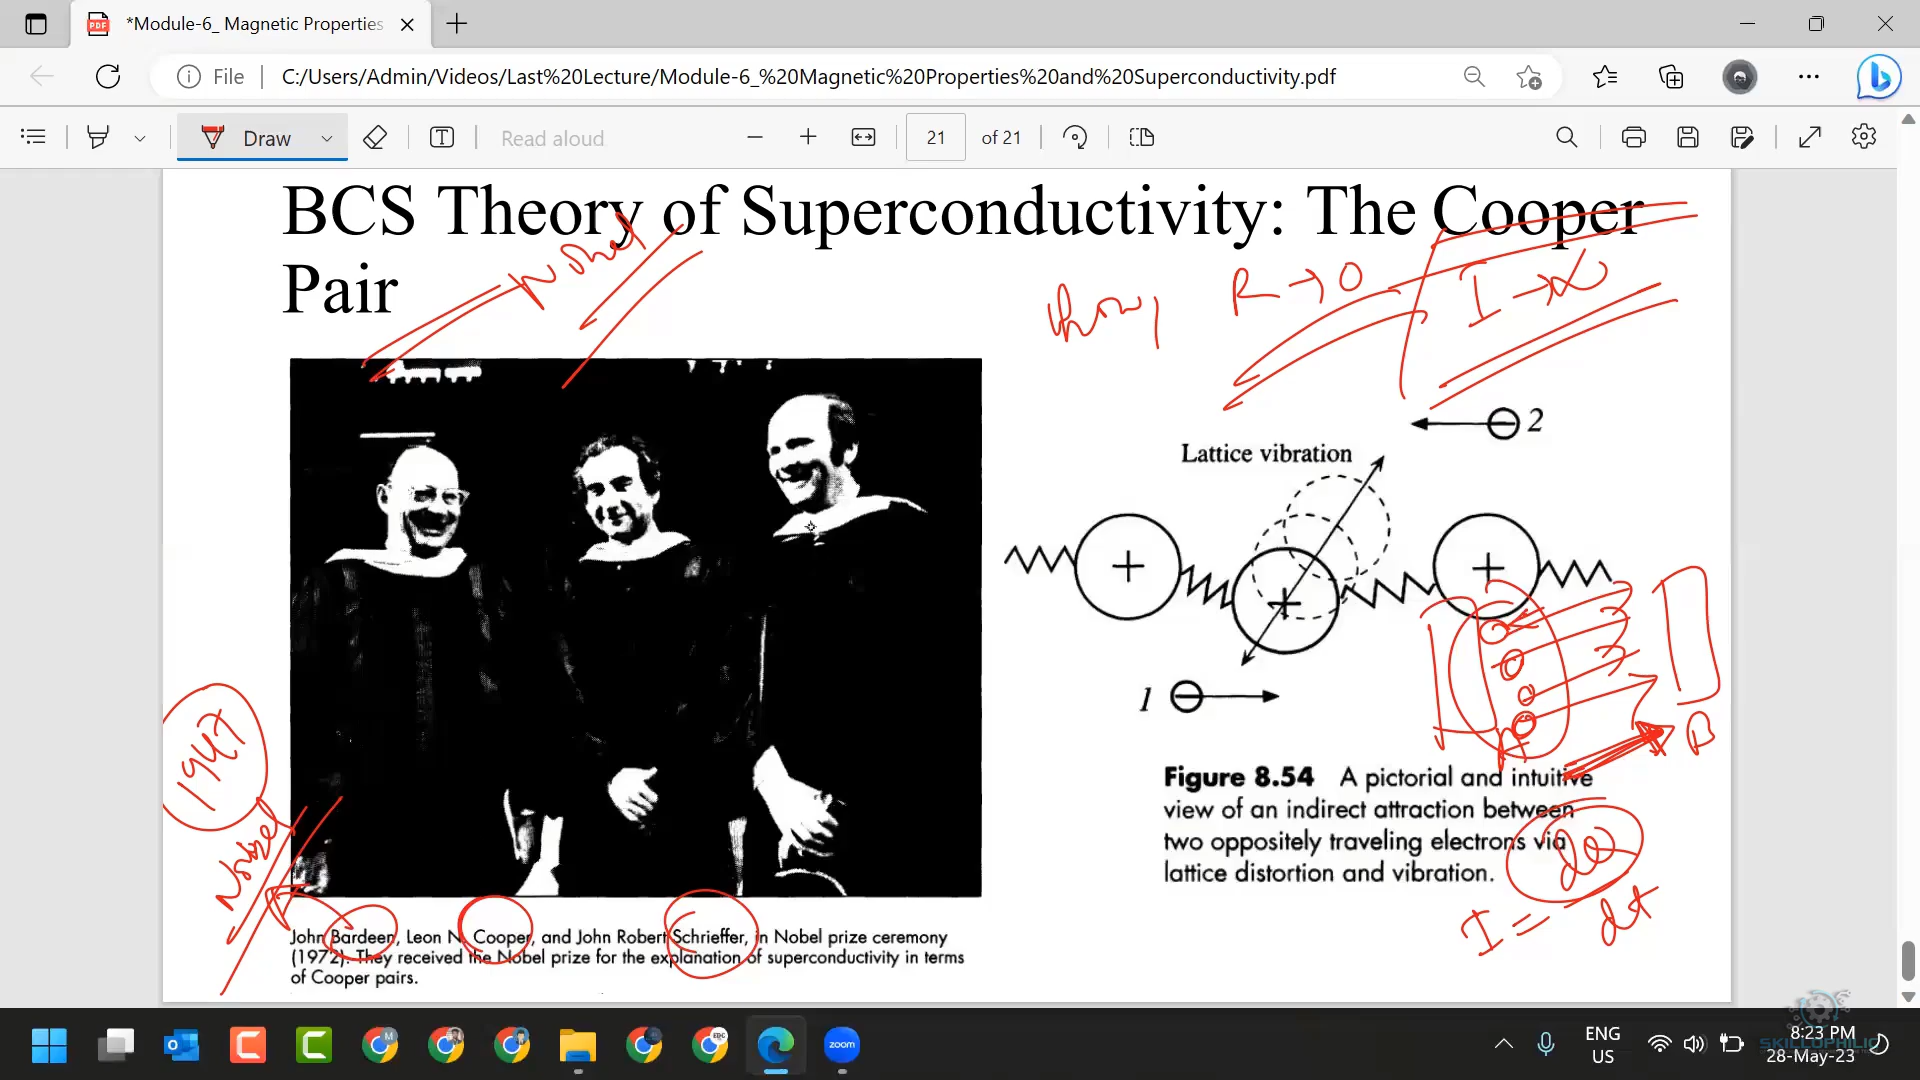 *Module-6_ Magnetic Properties
File
C:/Users/Admin/Videos/Last%20Lecture/Module-6_%20Magnetic%20Properties%20and%20Superconductivity.pdf
Draw
Read aloud
21
of 21
BCS Theory of Superconductivity: The Cooper
Pair
Nobel
R→0
I→∞
2
Lattice vibration
1
B
1947
Nobel
Figure 8.54 A pictorial and intuitive
view of an indirect attraction between
two oppositely traveling electrons via
lattice distortion and vibration.
I = dt
John Bardeen, Leon N. Cooper, and John Robert Schrieffer, in Nobel prize ceremony
(1972). They received the Nobel prize for the explanation of superconductivity in terms
of Cooper pairs.
zoom
ENG
US
8:23 PM
28-May-23
SKILLOPHILIC